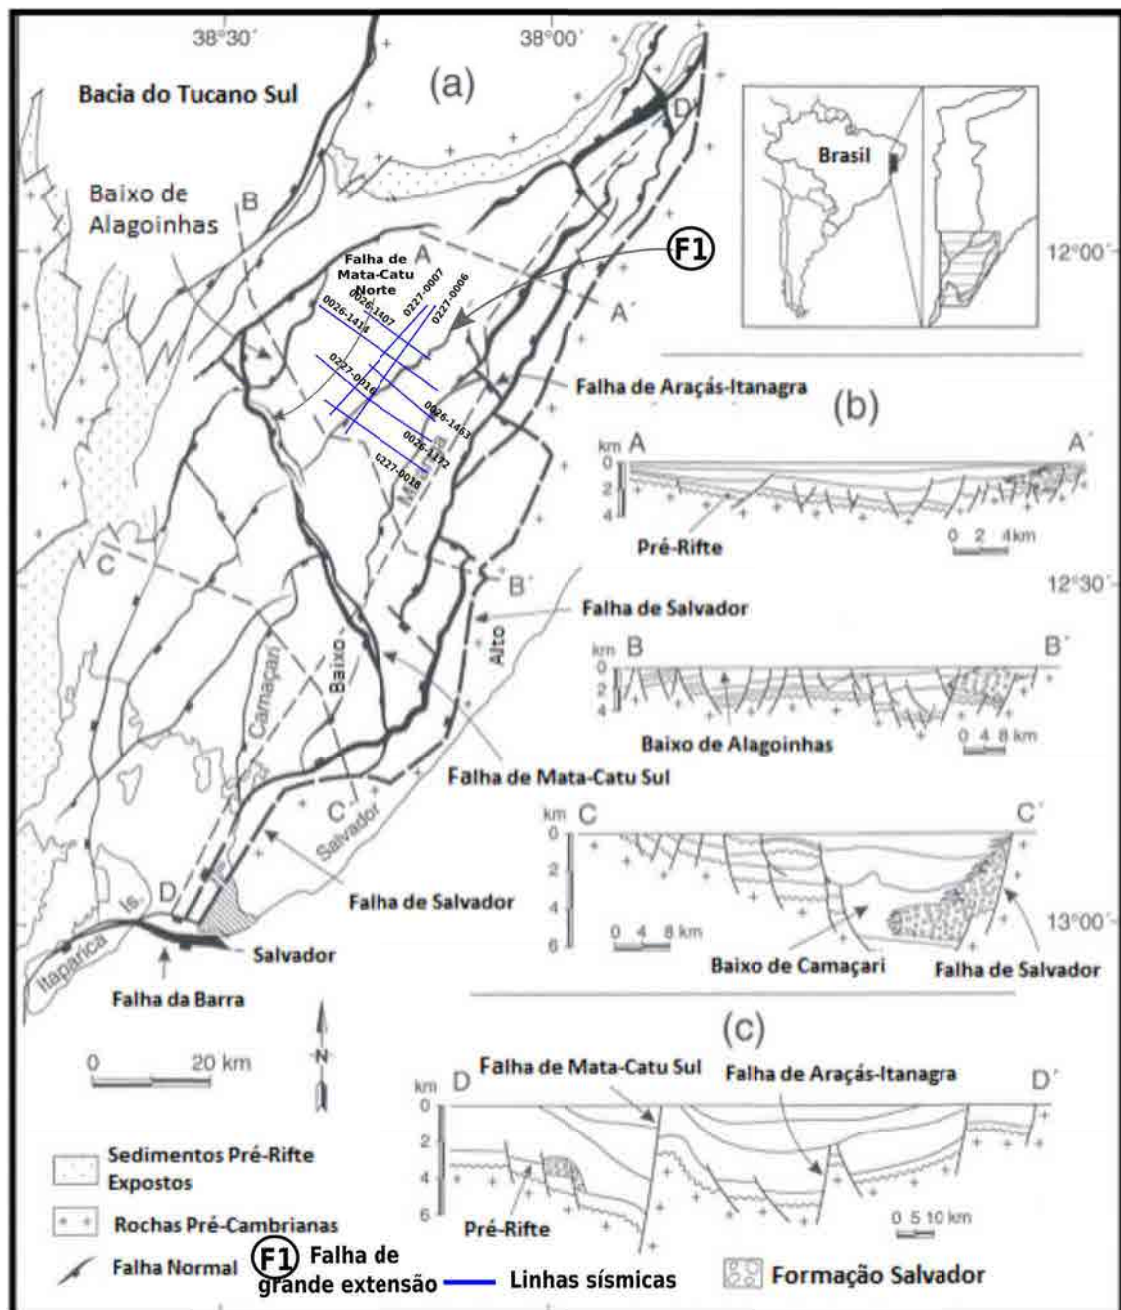 38°30'
38°00'
Bacia do Tucano Sul
(a)
D'
Brasil
Baixo de
Alagoinhas
B
A
F1
12°00'
Falha de
Mata-Catu
Norte
0227-0007
0227-0006
0026-1407
0026-1414
A'
0227-0016
Falha de Araçás-Itanagra
0026-1463
0026-1172
0227-0018
(b)
km A
A'
0
2
4
Pré-Rifte
0 2 4km
C
B'
12°30'
Falha de Salvador
Alto
Baixo
Camaçari
km B
B'
0
2
4
Baixo de Alagoinhas
0 4 8 km
Falha de Mata-Catu Sul
C'
Salvador
km C
C'
0
2
4
6
0 4 8 km
13°00'
Baixo de Camaçari
Falha de Salvador
D
Is.
Itaparica
Falha de Salvador
Salvador
Falha da Barra
0 20 km
N
(c)
Falha de Mata-Catu Sul
Falha de Araçás-Itanagra
km D
D'
0
2
4
6
Pré-Rifte
0 5 10 km
Sedimentos Pré-Rifte
Expostos
Rochas Pré-Cambrianas
Falha Normal
F1 Falha de
grande extensão
Linhas sísmicas
Formação Salvador